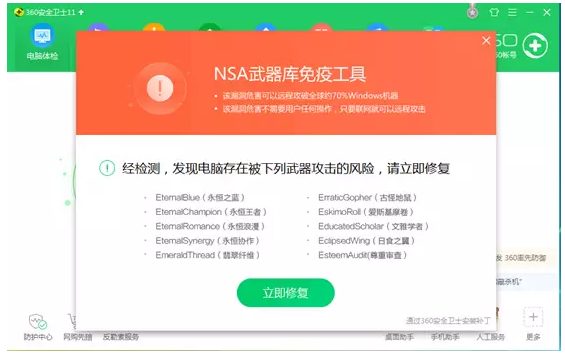 360安全卫士11
电脑体检
NSA武器库免疫工具
• 该漏洞危害可以远程攻破全球约70%Windows机器
• 该漏洞危害不需要用户任何操作，只要联网就可以远程攻击
经检测，发现电脑存在被下列武器攻击的风险，请立即修复
· EternalBlue（永恒之蓝）
· EternalChampion（永恒王者）
· EternalRomance（永恒浪漫）
· EternalSynergy（永恒协作）
· EmeraldThread（翡翠纤维）
· ErraticGopher（古怪地鼠）
· EskimoRoll（爱斯基摩卷）
· EducatedScholar（文雅学者）
· EclipsedWing（日食之翼）
· EsteemAudit(尊重审查）
立即修复
通过360安全卫士安装补丁
360率先防御
防护中心
网购先赔
反勒索服务
桌面助手
手机助手
人工服务
更多